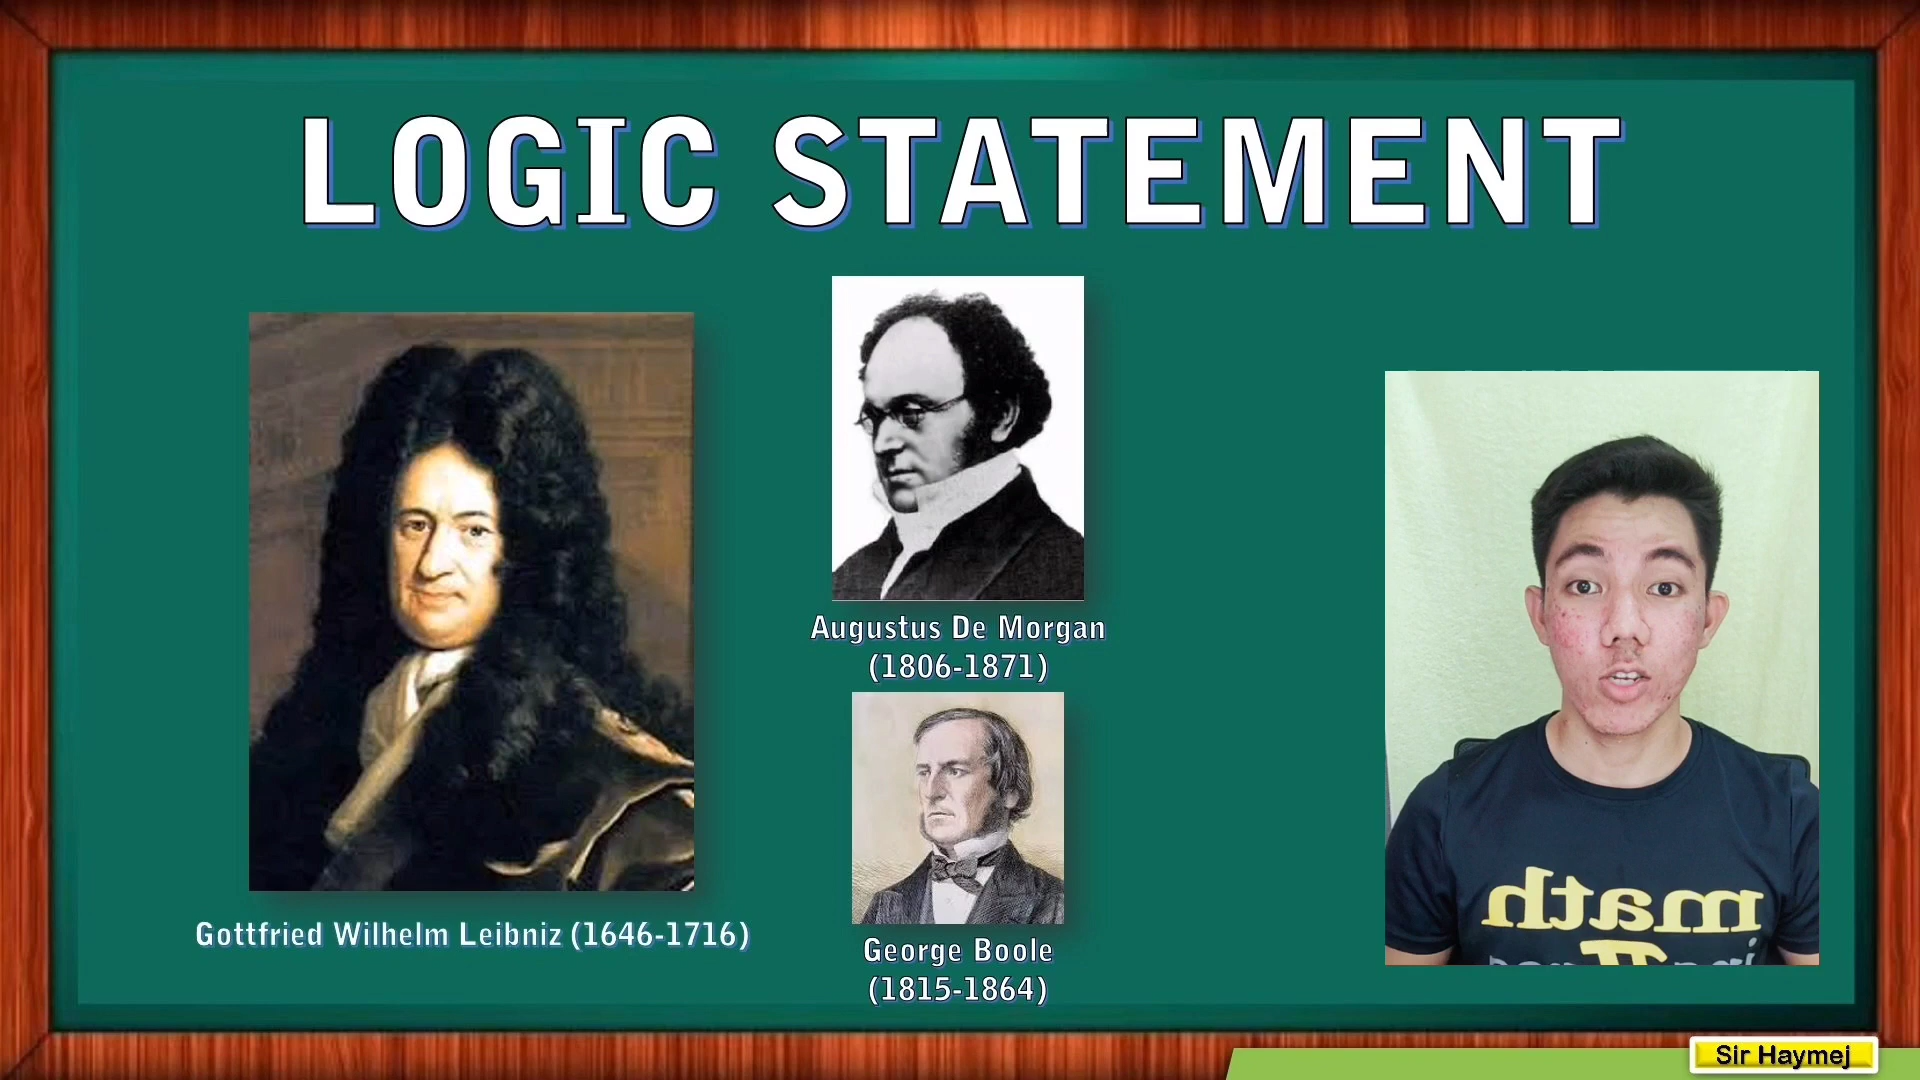 LOGIC STATEMENT
Augustus De Morgan
(1806-1871)
Gottfried Wilhelm Leibniz (1646-1716)
George Boole
(1815-1864)
math
Sir Haymej